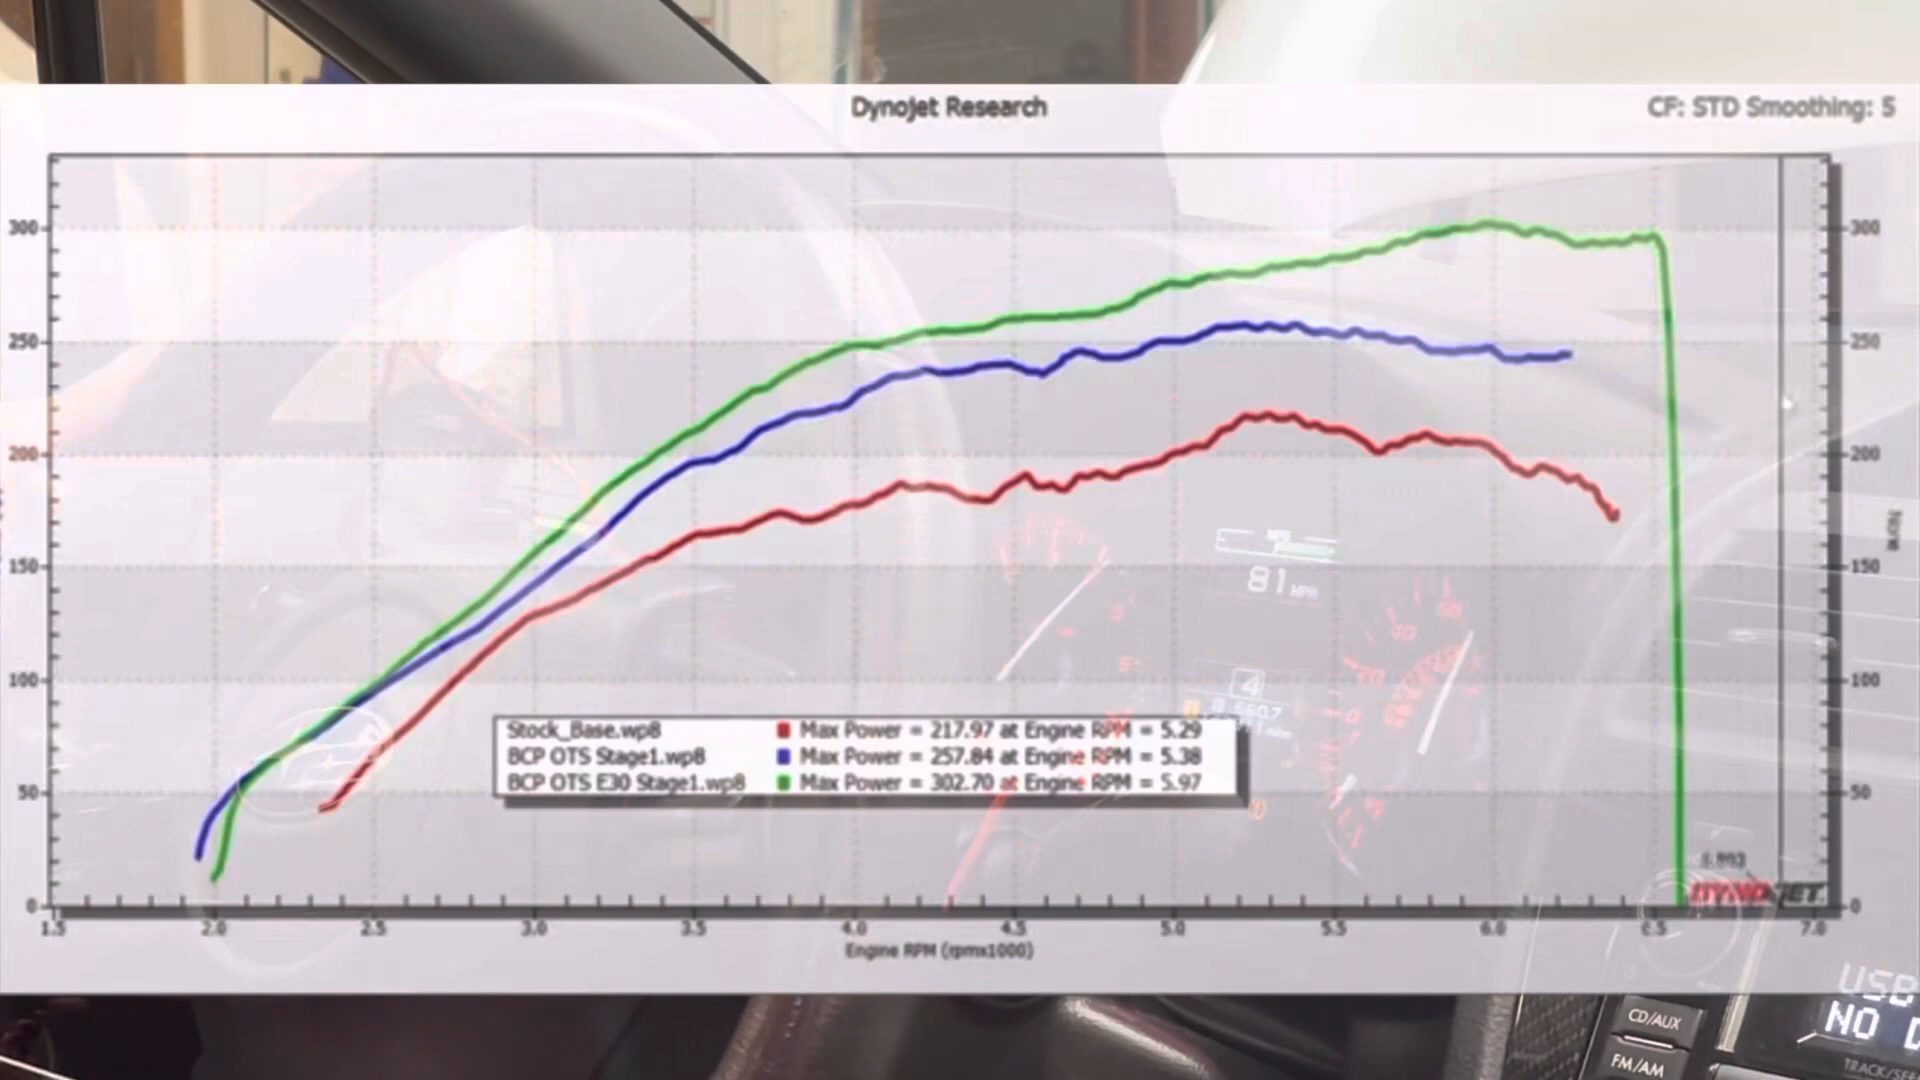 Dynojet Research
CF: STD Smoothing: 5
300
250
200
150
100
50
0
300
250
200
150
100
50
0
None
81 MPH
4
Stock_Base.wp8 Max Power = 217.97 at Engine RPM = 5.29
BCP OTS Stage1.wp8 Max Power = 257.84 at Engine RPM = 5.38
BCP OTS E30 Stage1.wp8 Max Power = 302.70 at Engine RPM = 5.97
DYNOJET
1.5 2.0 2.5 3.0 3.5 4.0 4.5 5.0 5.5 6.0 6.5 7.0
Engine RPM (rpmx1000)
USB
NO
CD/AUX
FM/AM